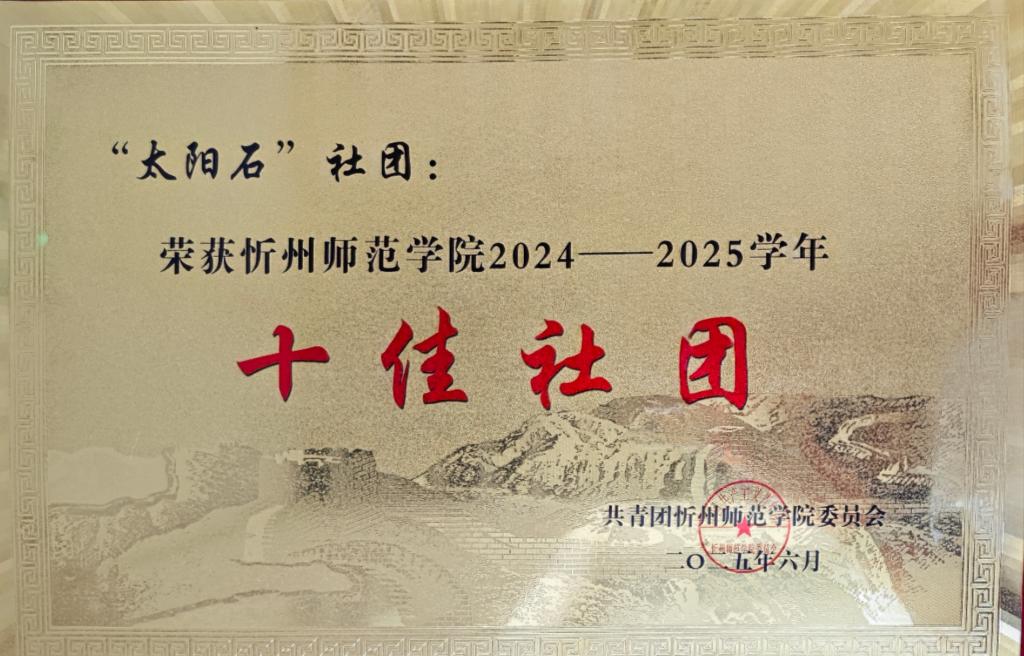 “太阳石”社团：
荣获忻州师范学院2024——2025学年
十佳社团
共青团忻州师范学院委员会
二〇二五年六月